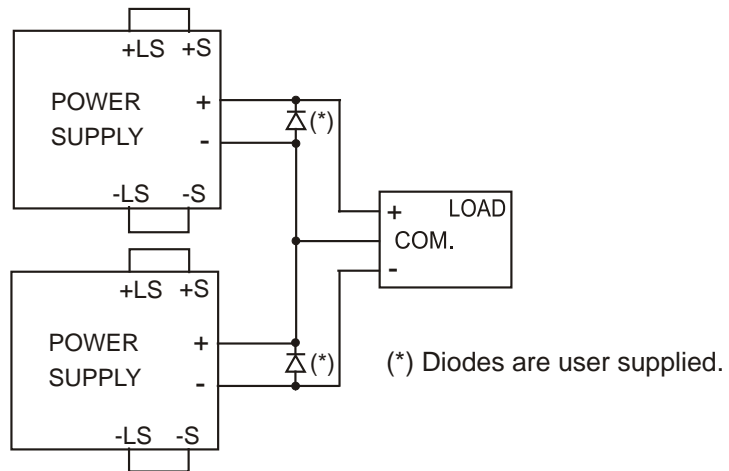 +LS +S
POWER +
SUPPLY
-
(*)
-LS -S
+ LOAD
COM.
-
+LS +S
POWER +
SUPPLY -
(*)
(*) Diodes are user supplied.
-LS -S